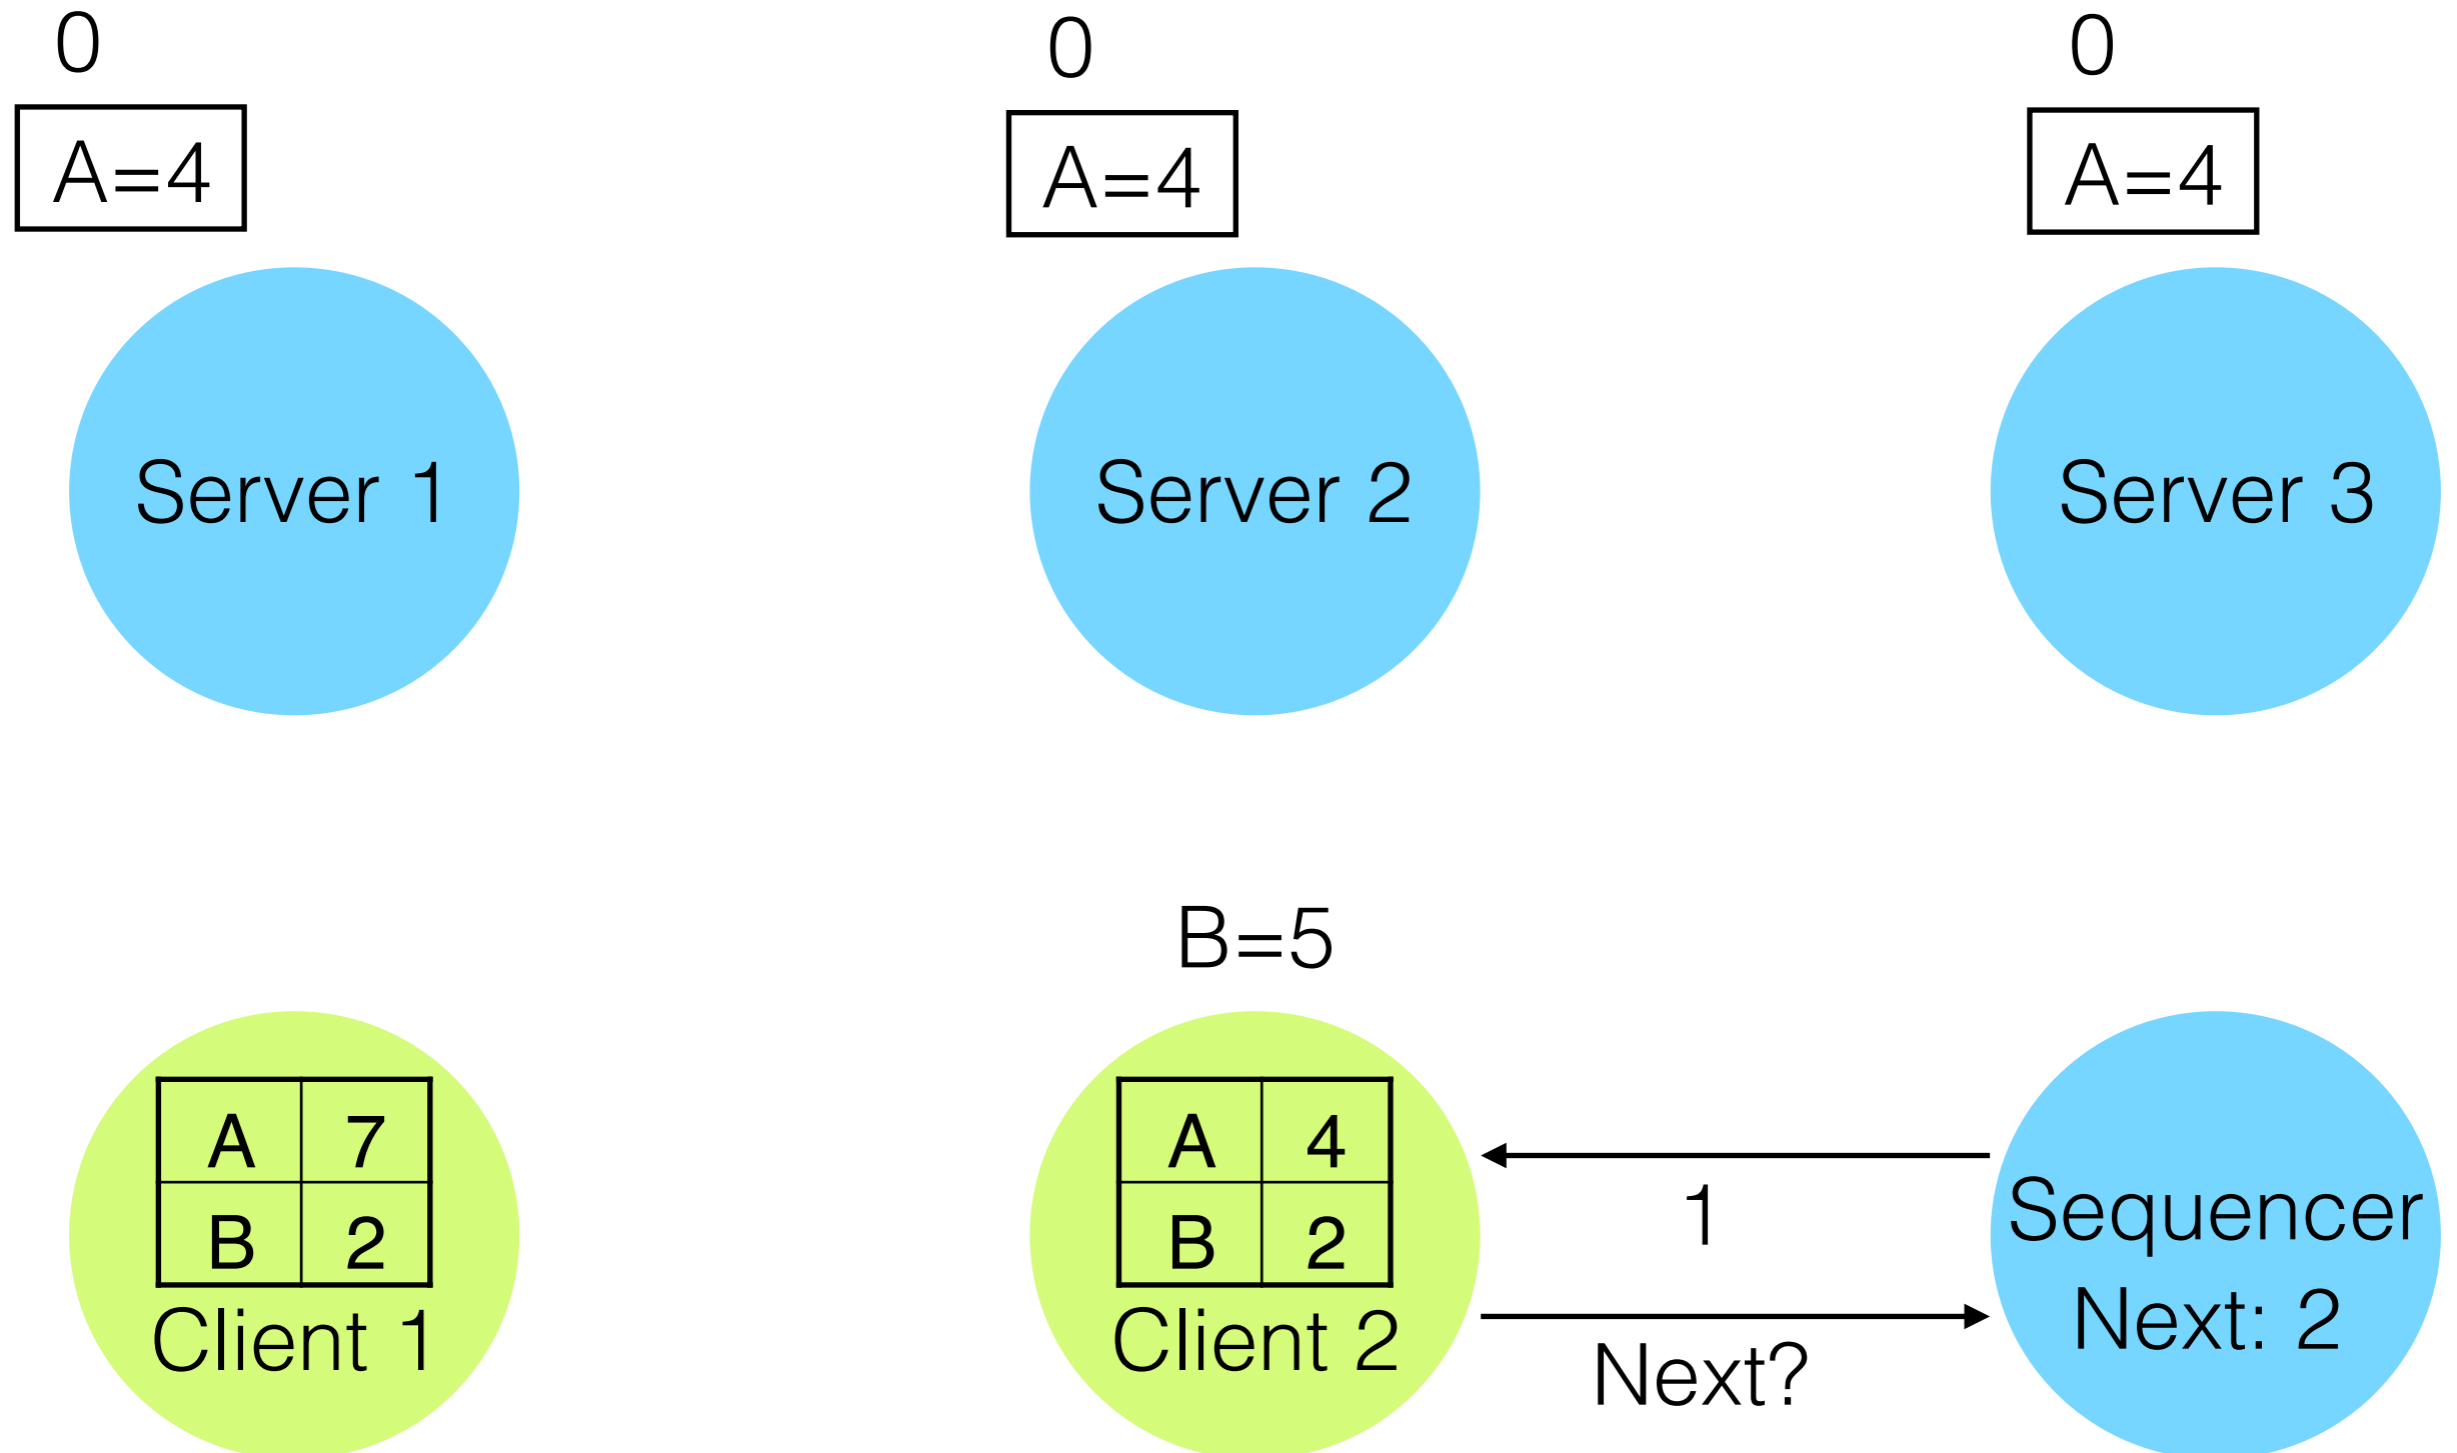 0 0 0
A=4 A=4 A=4
Server 1 Server 2 Server 3
B=5
A 7
B 2
Client 1
A 4
B 2
Client 2
1
Next?
Sequencer
Next: 2